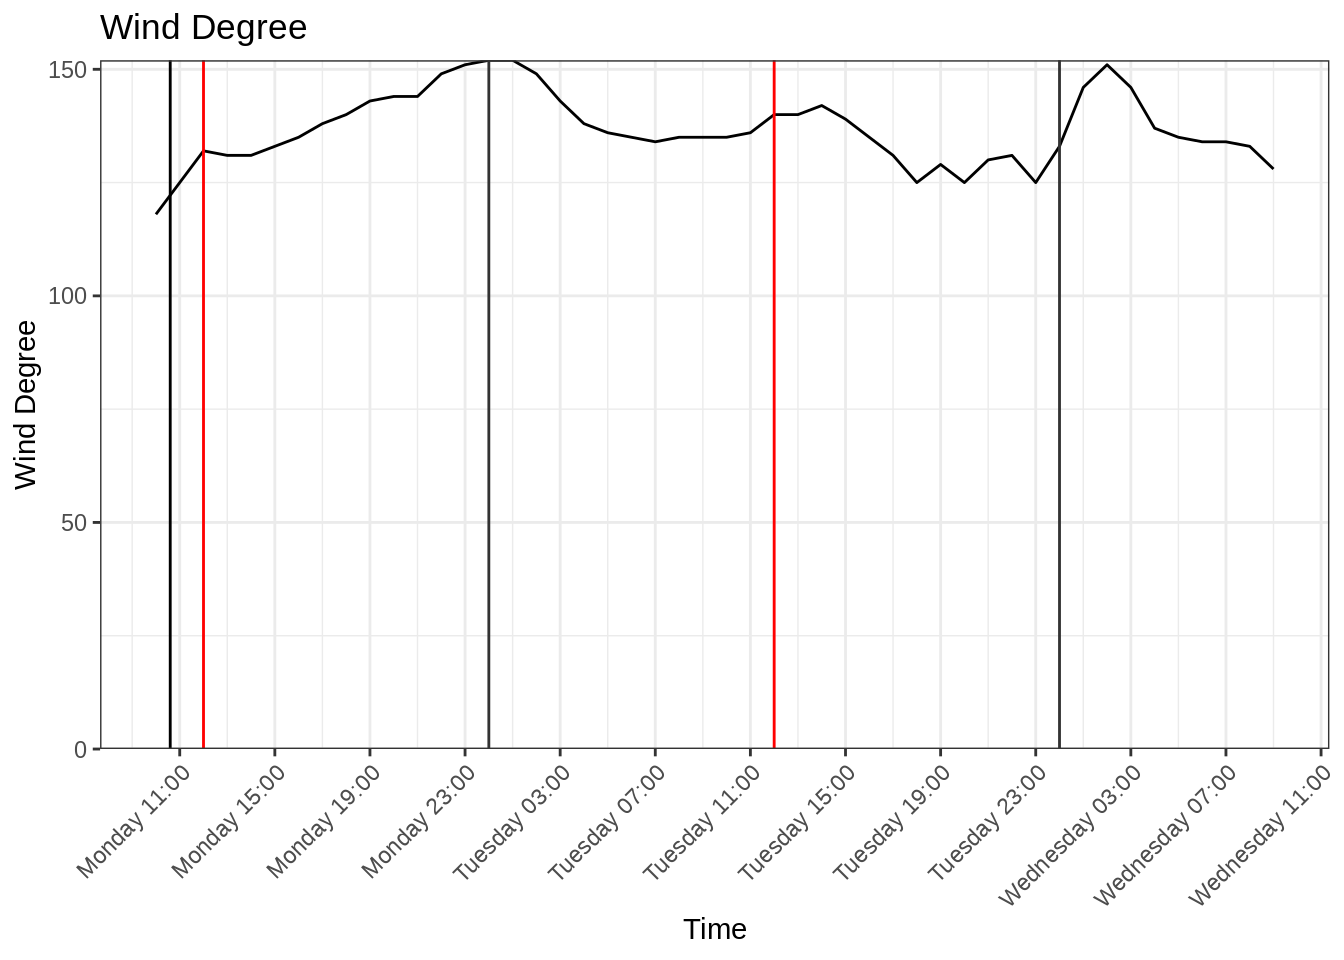 Wind Degree
150
100
50
0
Wind Degree
Monday 11:00
Monday 15:00
Monday 19:00
Monday 23:00
Tuesday 03:00
Tuesday 07:00
Tuesday 11:00
Tuesday 15:00
Tuesday 19:00
Tuesday 23:00
Wednesday 03:00
Wednesday 07:00
Wednesday 11:00
Time